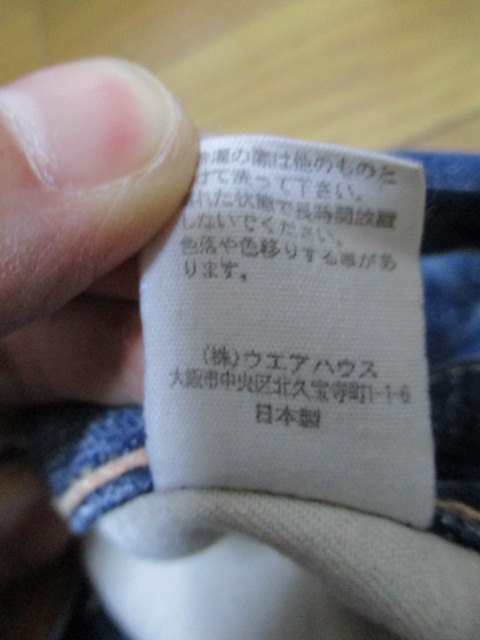 濯の際は他のものと
けて洗って下さい。
れた状態で長時間放置
しないでください。
色落や色移りする事があ
ります。
(株)ウエアハウス
大阪市中央区北久宝寺町1-1-6
日本製